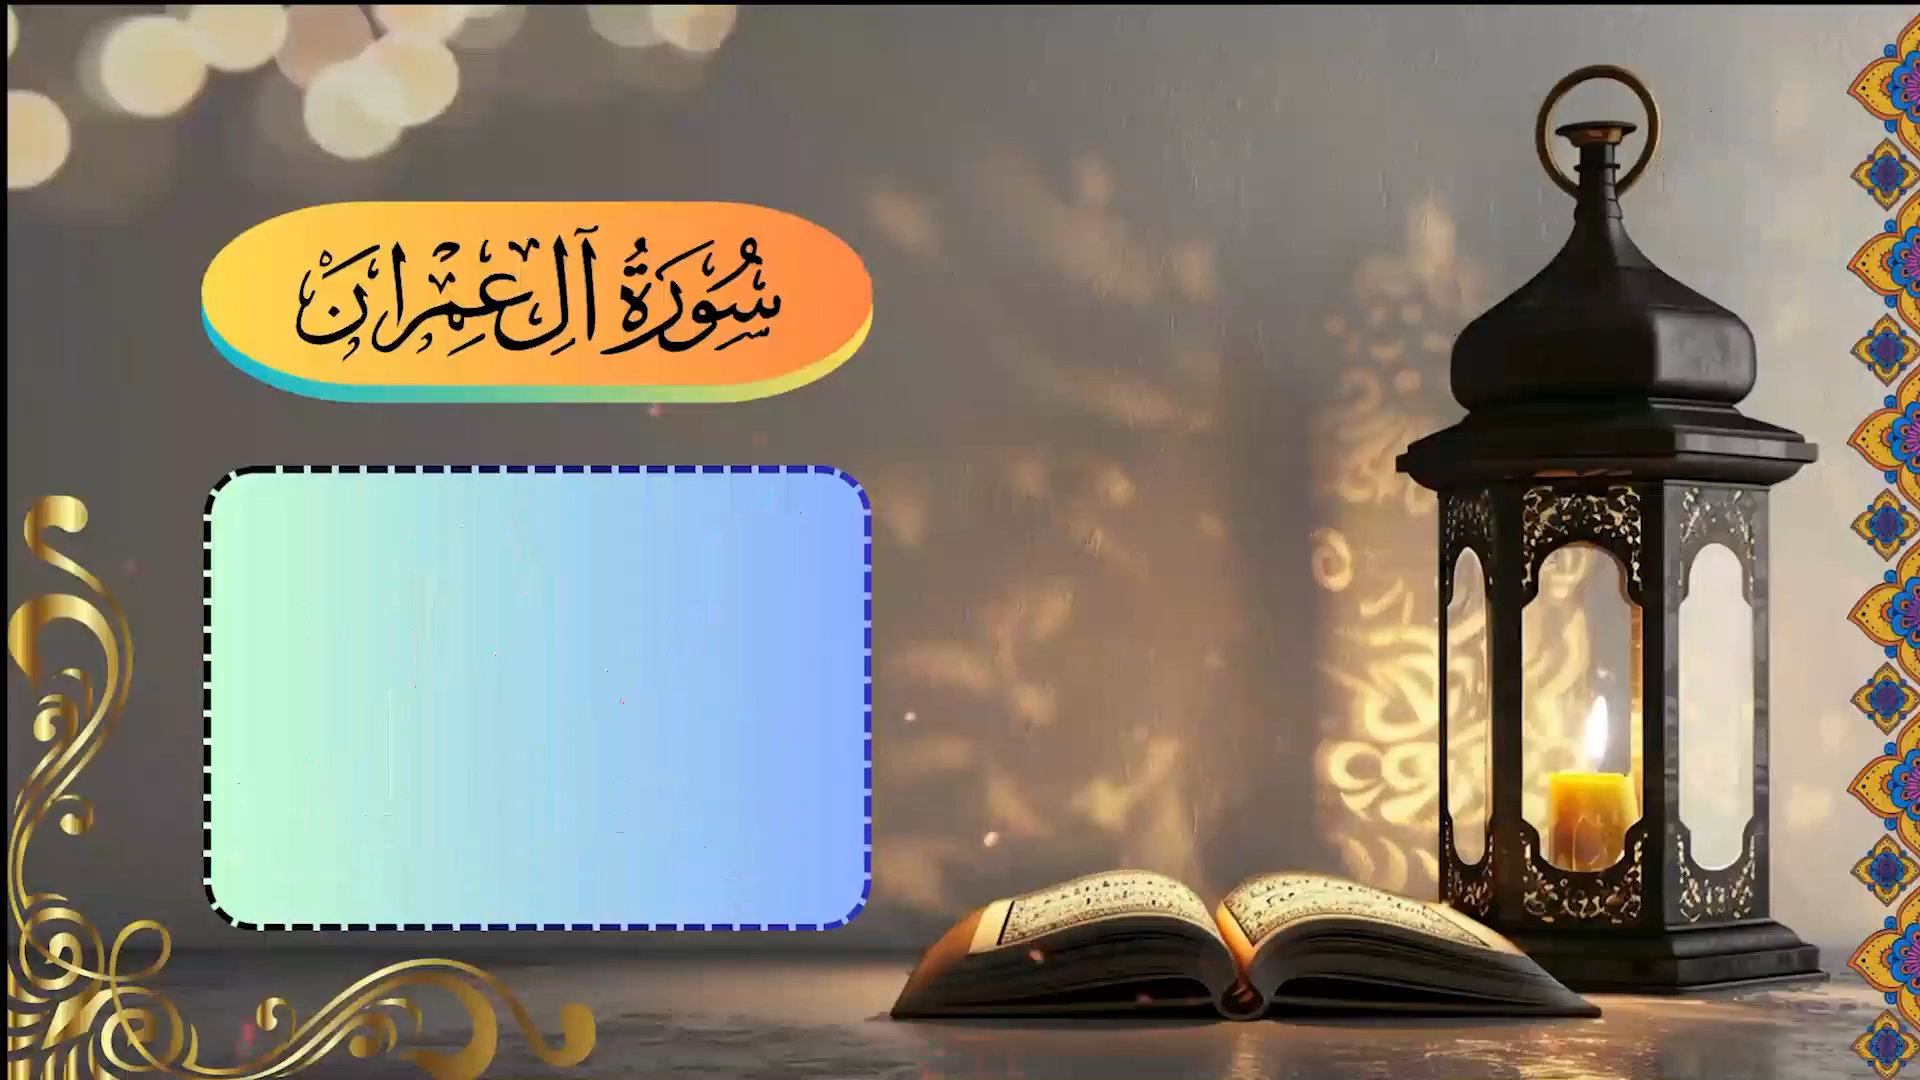 سُورَةُ آلِ عِمْرَانَ